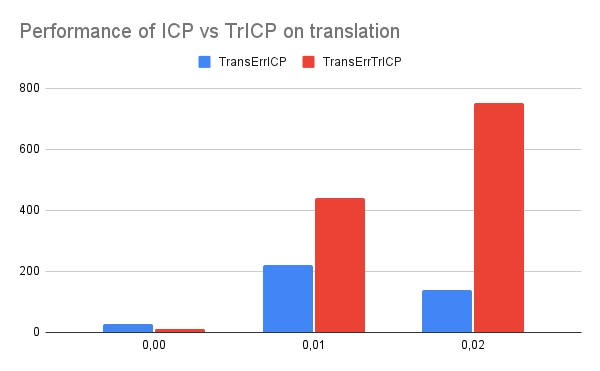 Performance of ICP vs TrICP on translation
TransErrICP TransErrTrICP
800
600
400
200
0
0,00 0,01 0,02